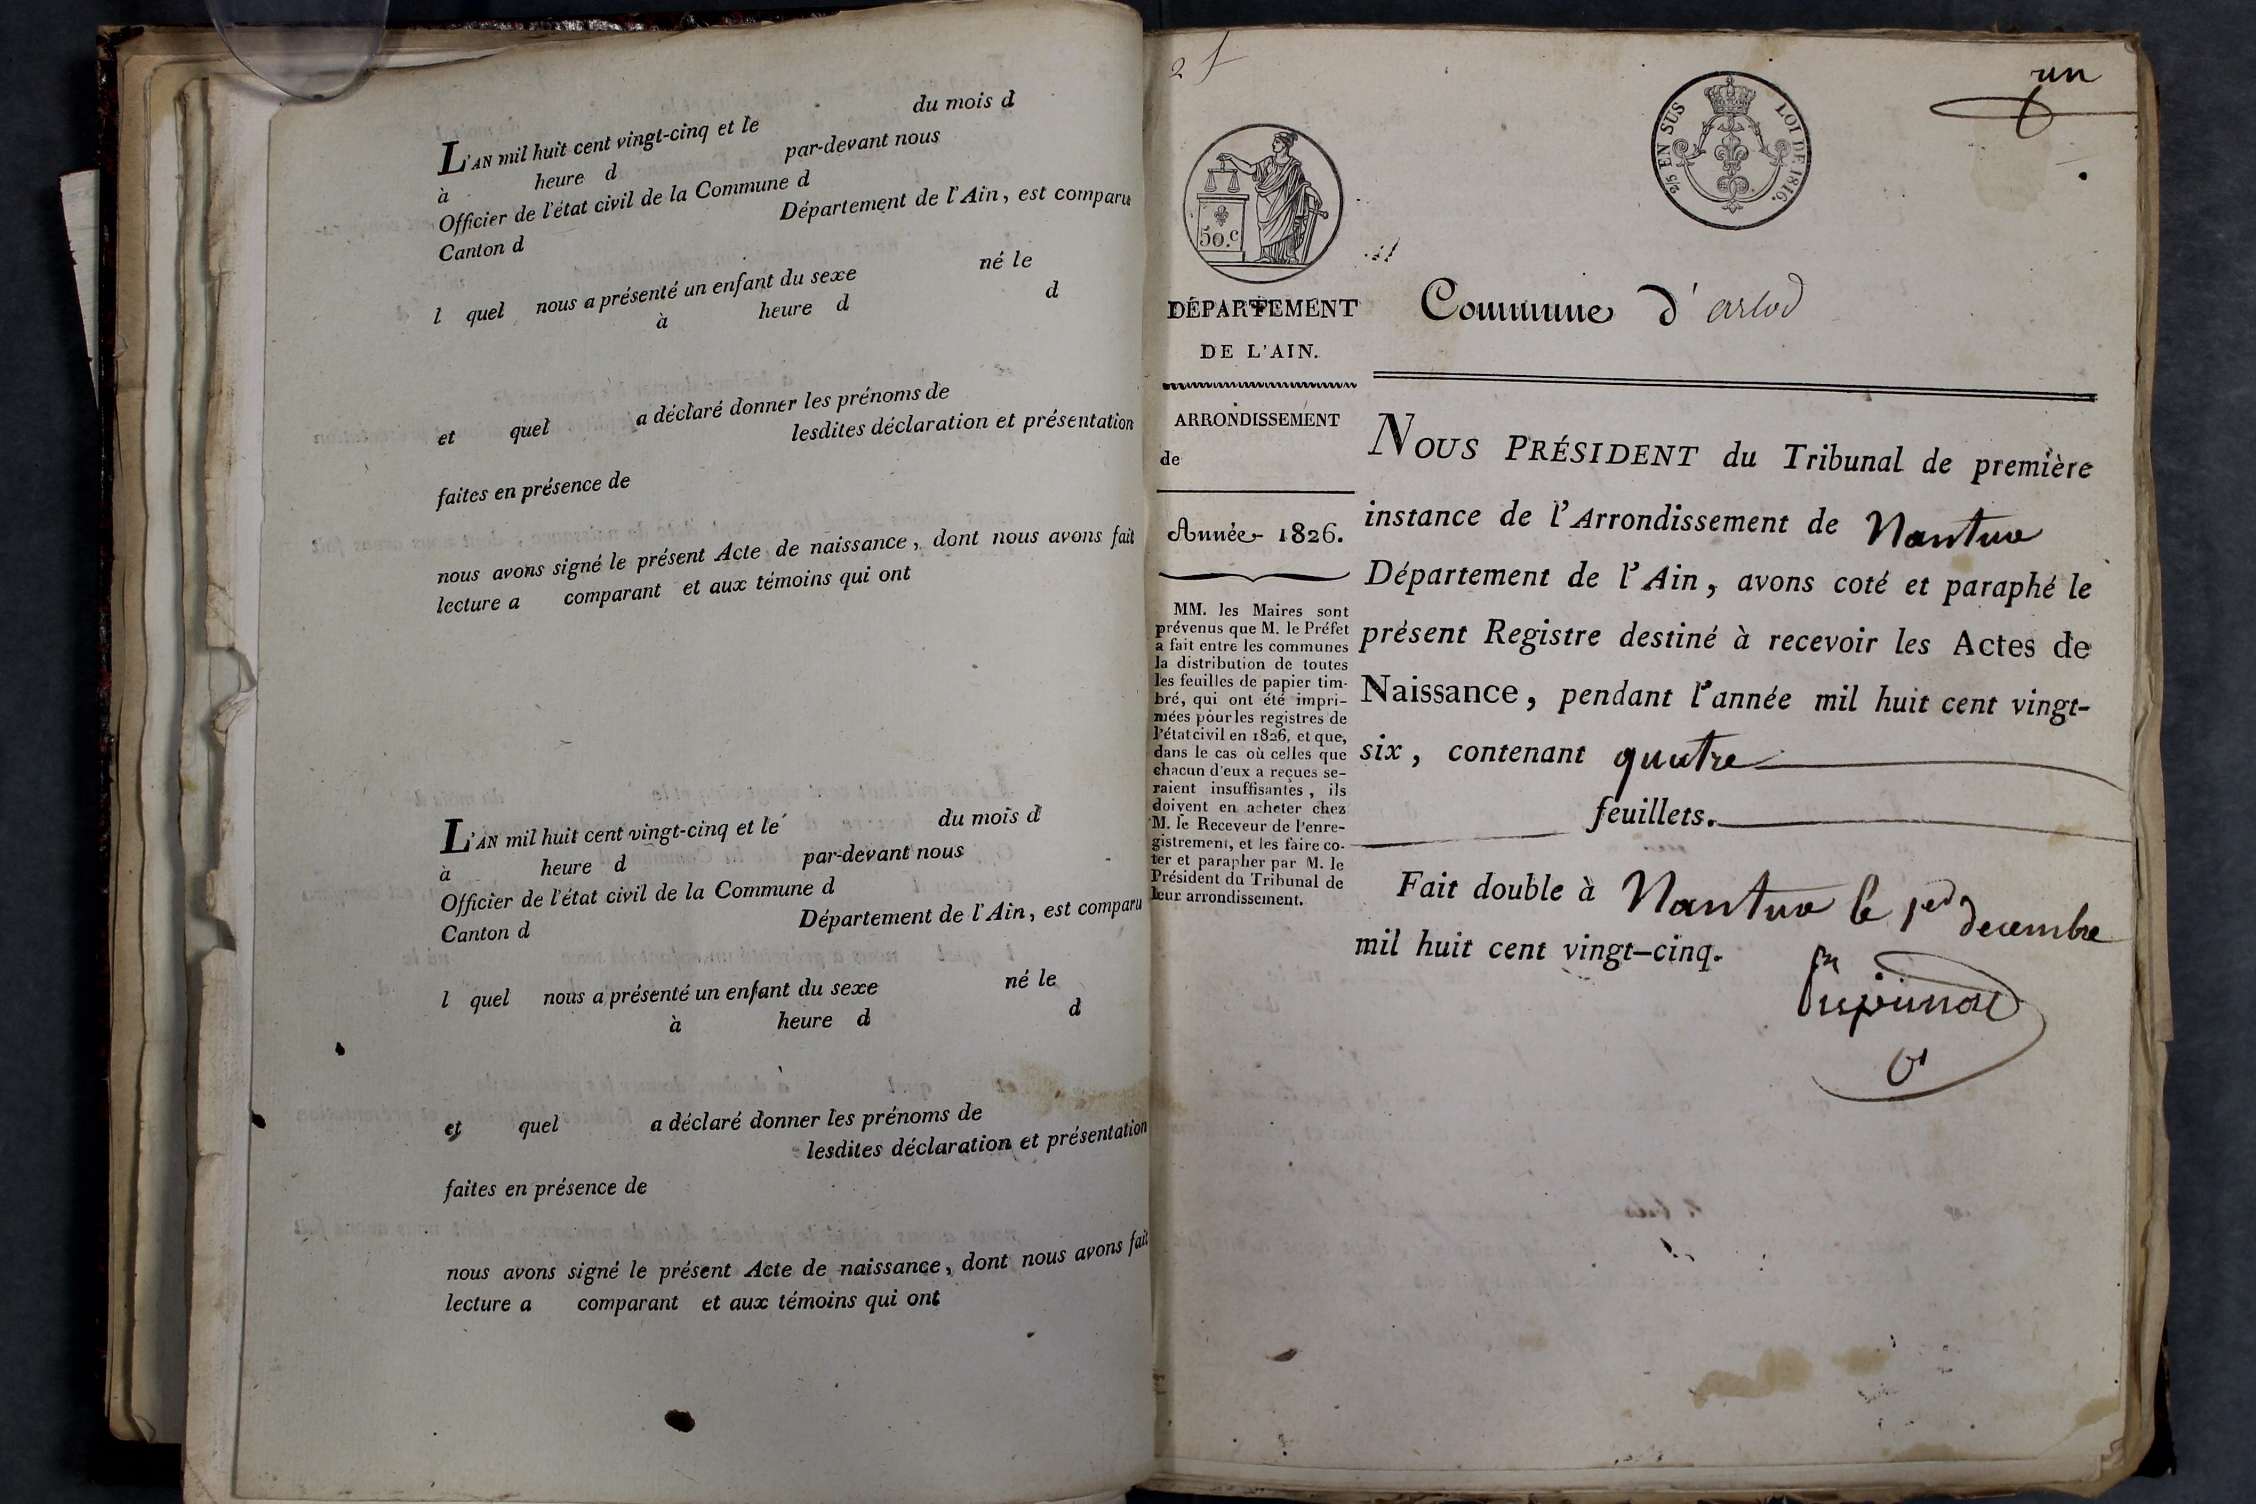 L'AN mil huit cent vingt-cinq et le du mois d
à heure d par-devant nous
Officier de l'état civil de la Commune d
Canton d Département de l'Ain, est comparu
l quel nous a présenté un enfant du sexe né le
à heure d d
et quel a déclaré donner les prénoms de
lesdites déclaration et présentation
faites en présence de
nous avons signé le présent Acte de naissance, dont nous avons fait
lecture a comparant et aux témoins qui ont
L'AN mil huit cent vingt-cinq et le du mois d
à heure d par-devant nous
Officier de l'état civil de la Commune d
Canton d Département de l'Ain, est comparu
l quel nous a présenté un enfant du sexe né le
à heure d d
et quel a déclaré donner les prénoms de
lesdites déclaration et présentation
faites en présence de
nous avons signé le présent Acte de naissance, dont nous avons fait
lecture a comparant et aux témoins qui ont
un
2/5 EN SUS LOI DE 1816.
50.c
DÉPARTEMENT
DE L'AIN.
ARRONDISSEMENT
de
Année 1826.
MM. les Maires sont
prévenus que M. le Préfet
a fait entre les communes
la distribution de toutes
les feuilles de papier tim-
bré, qui ont été impri-
mées pour les registres de
l'état civil en 1826, et que,
dans le cas où celles que
chacun d'eux a reçues se-
raient insuffisantes, ils
doivent en acheter chez
M. le Receveur de l'enre-
gistrement, et les faire co-
ter et parapher par M. le
Président du Tribunal de
leur arrondissement.
Commune d'arlod
NOUS PRÉSIDENT du Tribunal de première
instance de l'Arrondissement de Nantua
Département de l'Ain, avons coté et paraphé le
présent Registre destiné à recevoir les Actes de
Naissance, pendant l'année mil huit cent vingt-
six, contenant quatre
feuillets.
Fait double à Nantua le 1er decembre
mil huit cent vingt-cinq.